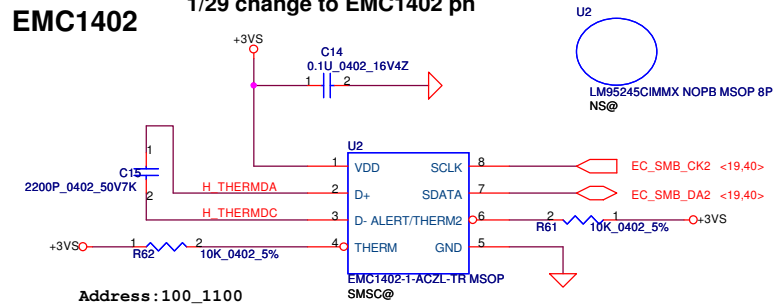 1/29 change to EMC1402 pn
EMC1402
U2
+3VS
C14
0.1U_0402_16V4Z
1 2
LM95245CIMMX NOPB MSOP 8P
NS@
U2
1 VDD SCLK 8 EC_SMB_CK2 <19,40>
1
C15
2200P_0402_50V7K
2
H_THERMDA 2 D+ SDATA 7 EC_SMB_DA2 <19,40>
H_THERMDC 3 D- ALERT/THERM2 6 2 1 +3VS
R61 10K_0402_5%
+3VS 1 2 4 THERM GND 5
R62 10K_0402_5%
EMC1402-1-ACZL-TR MSOP
SMSC@
Address:100_1100